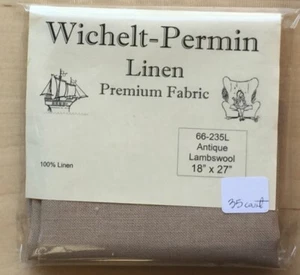 Wichelt-Permin
Linen
Premium Fabric
66-235L
Antique
Lambswool
18" x 27"
100% Linen
35 count